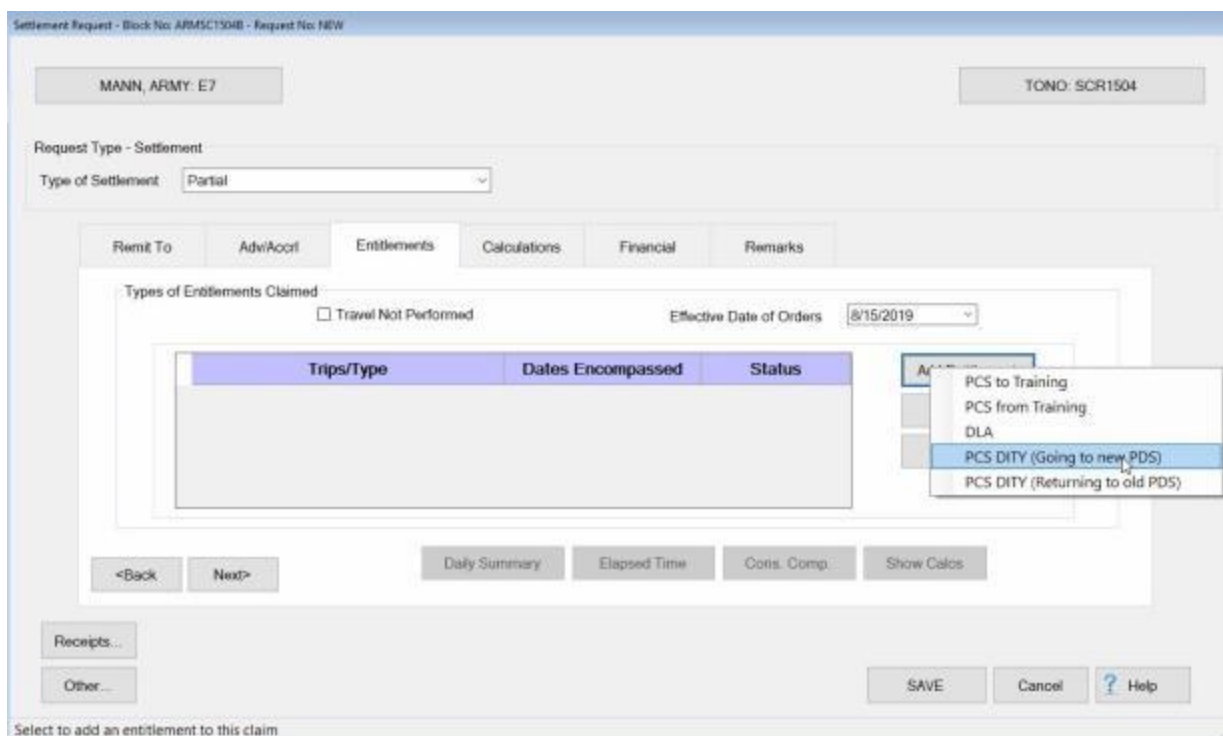 Settlement Request - Block No: ARMSC1504B - Request No: NEW
MANN, ARMY: E7
TONO: SCR1504
Request Type - Settlement
Type of Settlement Partial
Remit To Adv/Accrl Entitlements Calculations Financial Remarks
Types of Entitlements Claimed
Travel Not Performed Effective Date of Orders 8/15/2019
Trips/Type Dates Encompassed Status
PCS to Training
PCS from Training
DLA
PCS DITY (Going to new PDS)
PCS DITY (Returning to old PDS)
Daily Summary Elapsed Time Cons. Comp. Show Calcs
<Back Next>
Receipts...
Other... SAVE Cancel ? Help
Select to add an entitlement to this claim